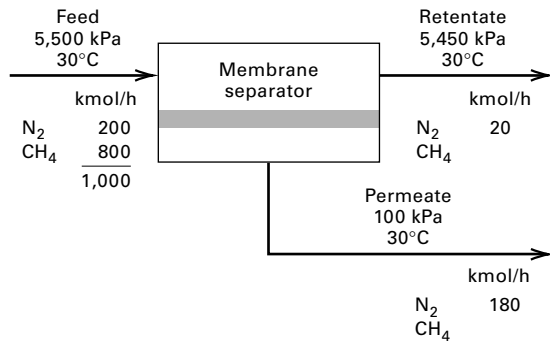 Feed
5,500 kPa
30°C
kmol/h
N2 200
CH4 800
1,000
Membrane
separator
Retentate
5,450 kPa
30°C
kmol/h
N2 20
CH4
Permeate
100 kPa
30°C
kmol/h
N2 180
CH4